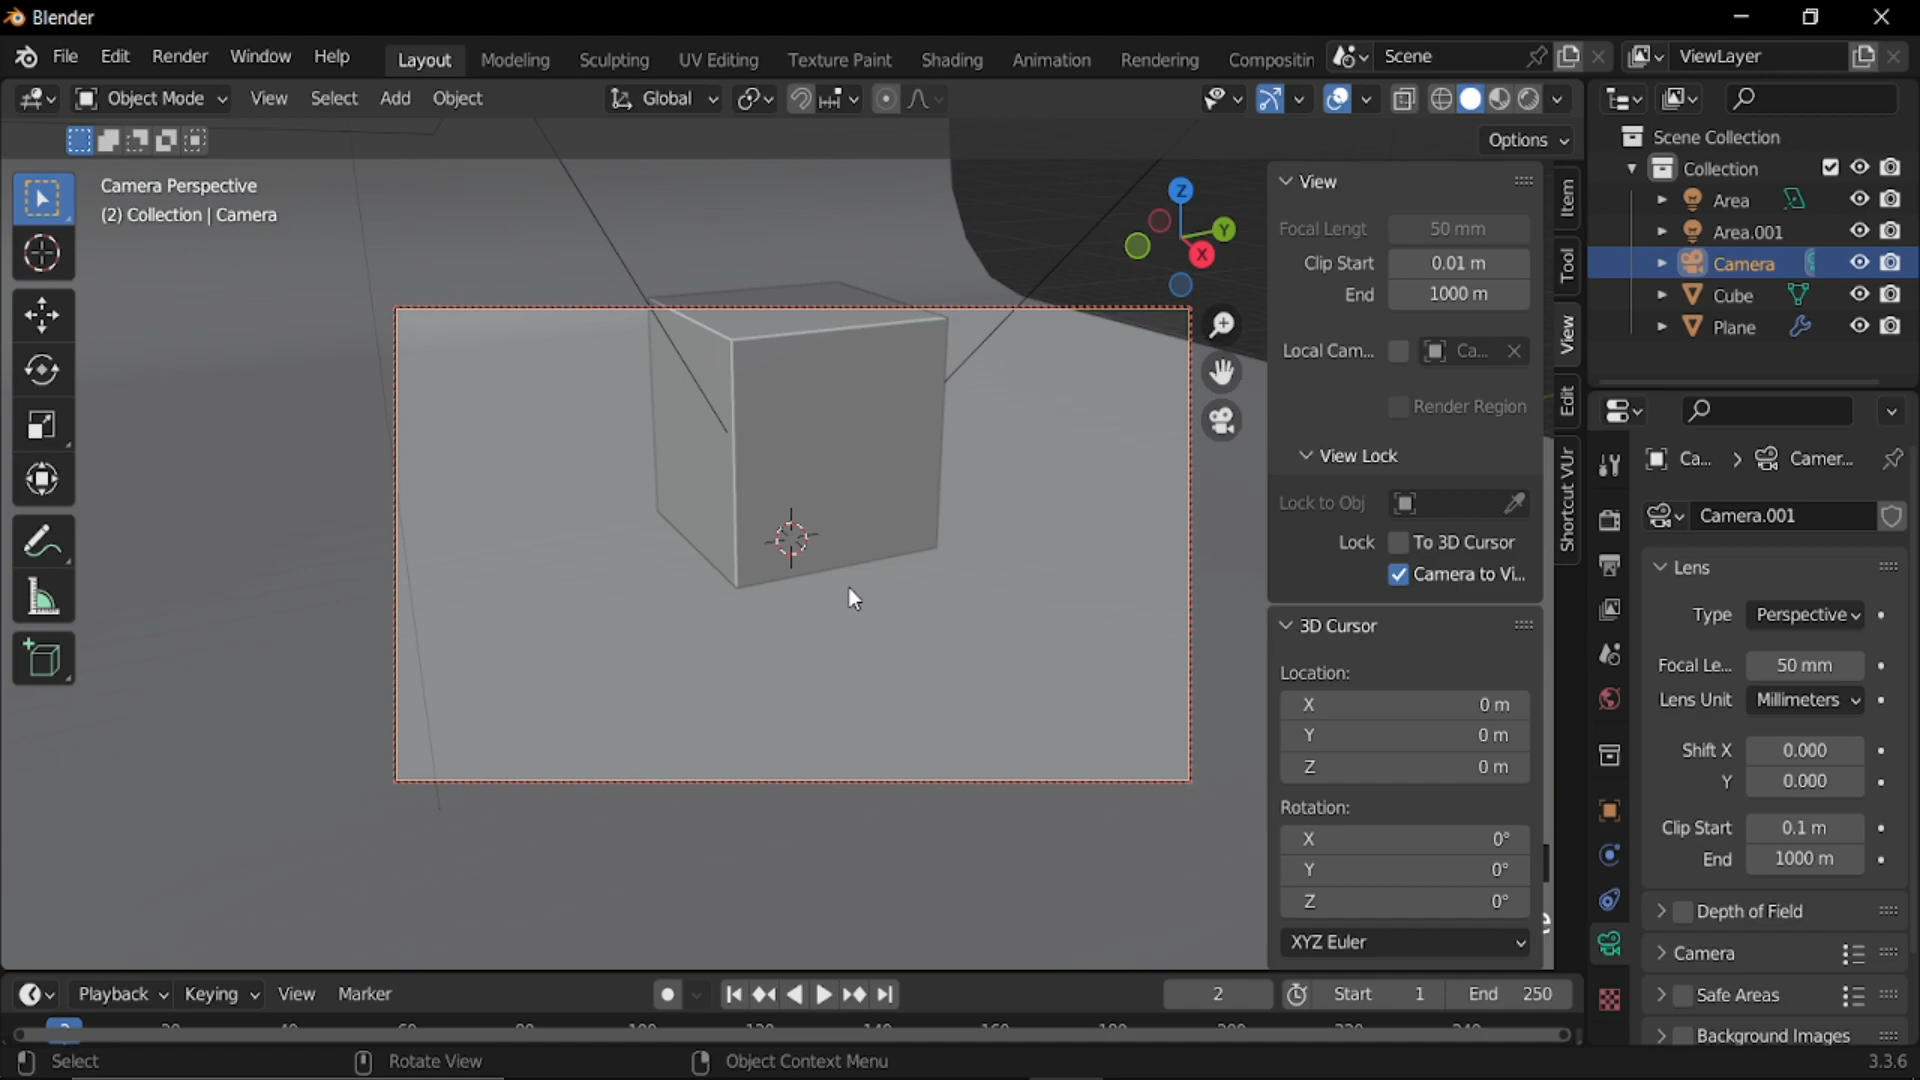 Blender
File Edit Render Window Help Layout Modeling Sculpting UV Editing Texture Paint Shading Animation Rendering Compositin Scene ViewLayer
Object Mode View Select Add Object Global
Options
Camera Perspective
(2) Collection | Camera
Z
Y
X
View
Focal Lengt 50 mm
Clip Start 0.01 m
End 1000 m
Local Cam... Ca...
Render Region
View Lock
Lock to Obj
Lock To 3D Cursor
Camera to Vi...
3D Cursor
Location:
X 0 m
Y 0 m
Z 0 m
Rotation:
X 0°
Y 0°
Z 0°
XYZ Euler
Item
Tool
View
Edit
Shortcut VUr
e
Scene Collection
Collection
Area
Area.001
Camera
Cube
Plane
Ca... Camer...
Camera.001
Lens
Type Perspective
Focal Le... 50 mm
Lens Unit Millimeters
Shift X 0.000
Y 0.000
Clip Start 0.1 m
End 1000 m
Depth of Field
Camera
Safe Areas
Background Images
Playback Keying View Marker 2 Start 1 End 250
Select Rotate View Object Context Menu 3.3.6